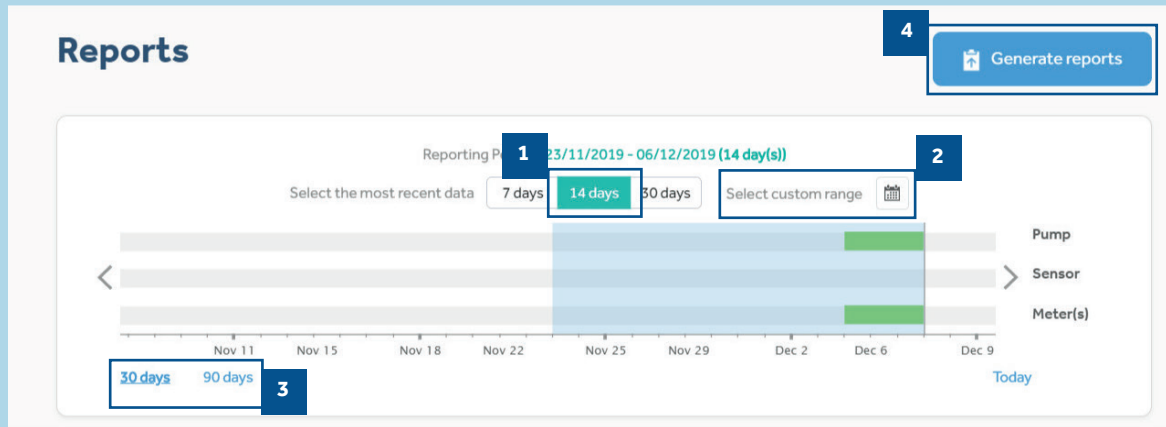 Reports
4
Generate reports
Reporting Pe
1
23/11/2019 - 06/12/2019 (14 day(s))
2
Select the most recent data
7 days
14 days
30 days
Select custom range
Pump
Sensor
Meter(s)
Nov 11 Nov 15 Nov 18 Nov 22 Nov 25 Nov 29 Dec 2 Dec 6 Dec 9
30 days
90 days
3
Today